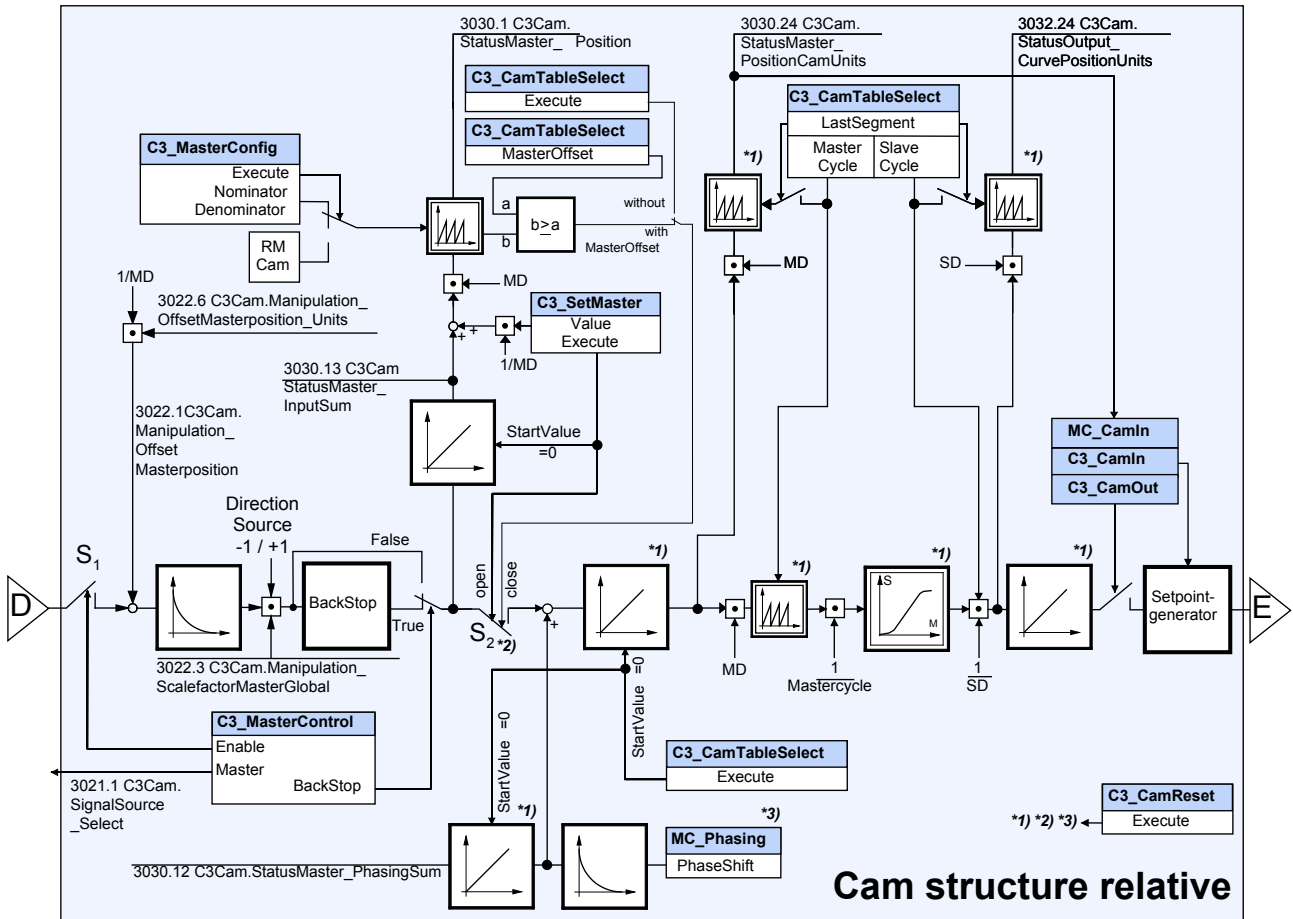 3030.1 C3Cam.
StatusMaster_ Position
3030.24 C3Cam.
StatusMaster_
PositionCamUnits
3032.24 C3Cam.
StatusOutput_
CurvePositionUnits
C3_CamTableSelect
Execute
C3_CamTableSelect
MasterOffset
C3_CamTableSelect
LastSegment
Master
Cycle
Slave
Cycle
*1)
*1)
C3_MasterConfig
Execute
Nominator
Denominator
RM
Cam
a
b
b>a
without
with
MasterOffset
MD
MD
SD
1/MD
3022.6 C3Cam.Manipulation_
OffsetMasterposition_Units
C3_SetMaster
Value
Execute
+
+
1/MD
3030.13 C3Cam
StatusMaster_
InputSum
3022.1C3Cam.
Manipulation_
Offset
Masterposition
StartValue
=0
MC_CamIn
C3_CamIn
C3_CamOut
Direction
Source
-1 / +1
False
True
BackStop
S1
D
open
close
S2
*2)
+
*1)
*1)
*1)
*1)
S
M
Setpoint-
generator
E
MD
1
Mastercycle
1
SD
3022.3 C3Cam.Manipulation_
ScalefactorMasterGlobal
StartValue =0
StartValue =0
C3_MasterControl
Enable
Master
BackStop
3021.1 C3Cam.
SignalSource
_Select
C3_CamTableSelect
Execute
C3_CamReset
Execute
*1) *2) *3)
*1)
*3)
MC_Phasing
PhaseShift
3030.12 C3Cam.StatusMaster_PhasingSum
Cam structure relative